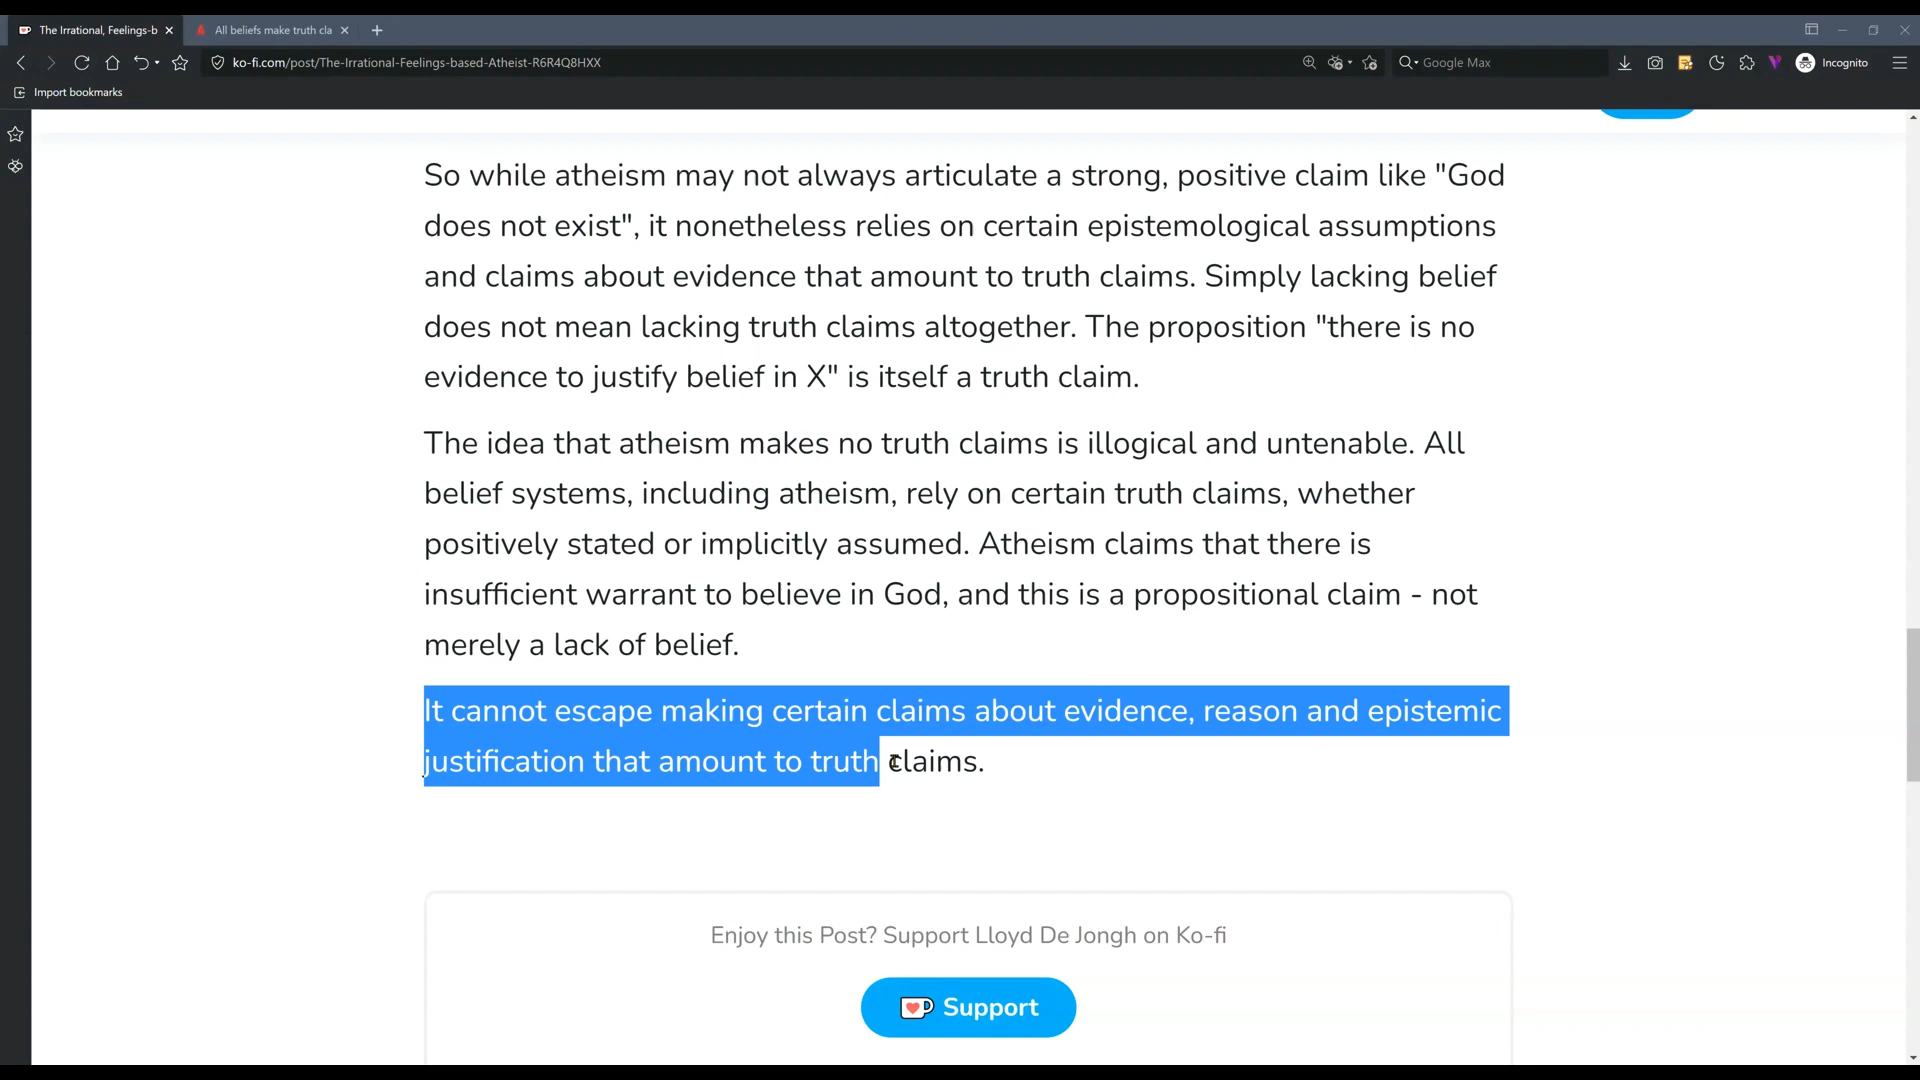 The Irrational, Feelings-b
All beliefs make truth cla
ko-fi.com/post/The-Irrational-Feelings-based-Atheist-R6R4Q8HXX
Google Max
Incognito
Import bookmarks
So while atheism may not always articulate a strong, positive claim like "God
does not exist", it nonetheless relies on certain epistemological assumptions
and claims about evidence that amount to truth claims. Simply lacking belief
does not mean lacking truth claims altogether. The proposition "there is no
evidence to justify belief in X" is itself a truth claim.
The idea that atheism makes no truth claims is illogical and untenable. All
belief systems, including atheism, rely on certain truth claims, whether
positively stated or implicitly assumed. Atheism claims that there is
insufficient warrant to believe in God, and this is a propositional claim - not
merely a lack of belief.
It cannot escape making certain claims about evidence, reason and epistemic
justification that amount to truth claims.
Enjoy this Post? Support Lloyd De Jongh on Ko-fi
Support